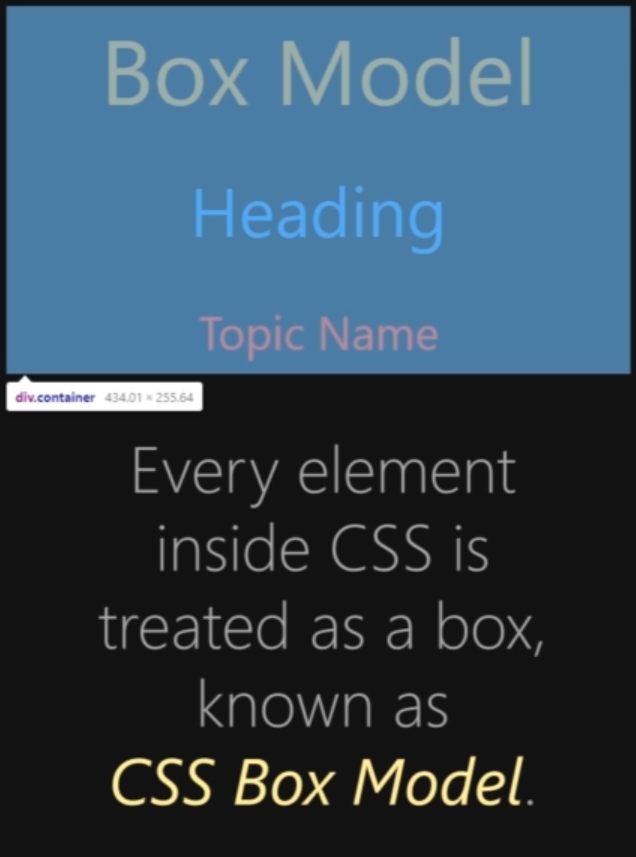 Box Model
Heading
Topic Name
div.container 434.01 × 255.64
Every element
inside CSS is
treated as a box,
known as
CSS Box Model.